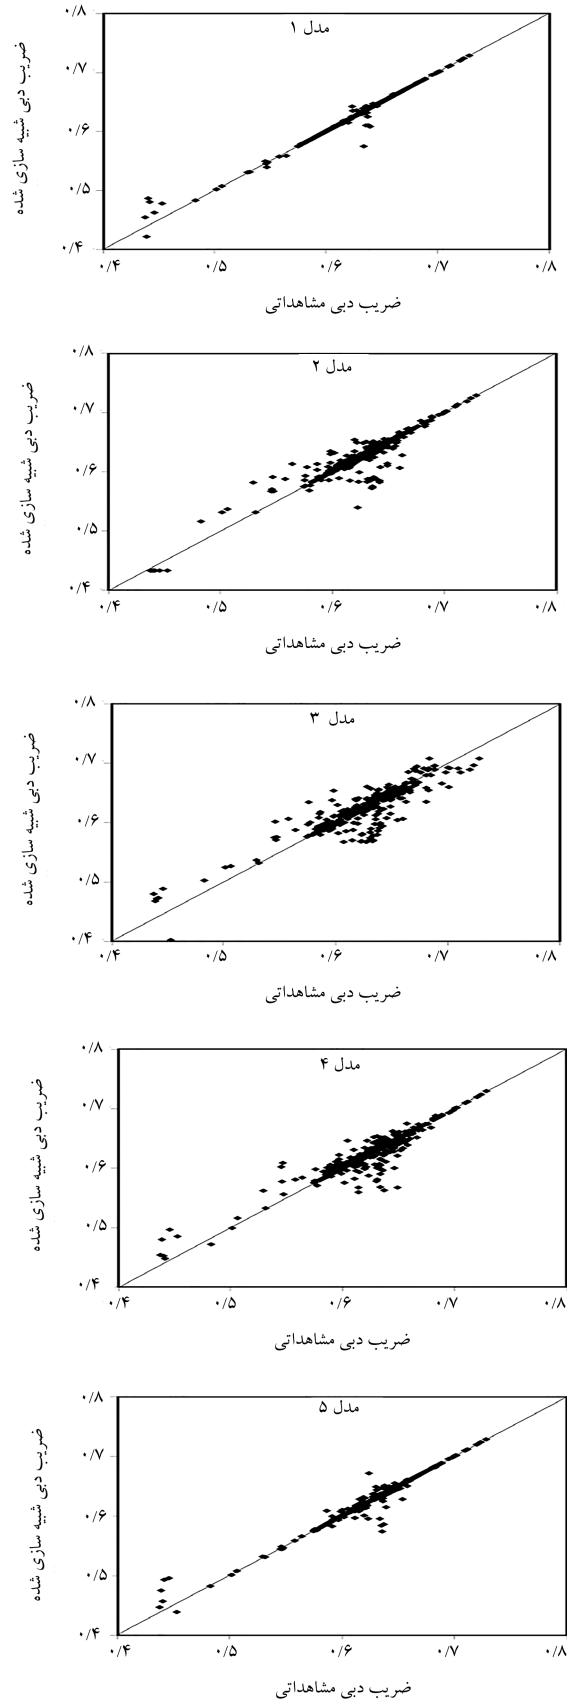 مدل ۱
۰/۸
۰/۷
۰/۶
۰/۵
۰/۴
ضریب دبی شبیه سازی شده
۰/۴ ۰/۵ ۰/۶ ۰/۷ ۰/۸
ضریب دبی مشاهداتی
مدل ۲
۰/۸
۰/۷
۰/۶
۰/۵
۰/۴
ضریب دبی شبیه سازی شده
۰/۴ ۰/۵ ۰/۶ ۰/۷ ۰/۸
ضریب دبی مشاهداتی
مدل ۳
۰/۸
۰/۷
۰/۶
۰/۵
۰/۴
ضریب دبی شبیه سازی شده
۰/۴ ۰/۵ ۰/۶ ۰/۷ ۰/۸
ضریب دبی مشاهداتی
مدل ۴
۰/۸
۰/۷
۰/۶
۰/۵
۰/۴
ضریب دبی شبیه سازی شده
۰/۴ ۰/۵ ۰/۶ ۰/۷ ۰/۸
ضریب دبی مشاهداتی
مدل ۵
۰/۸
۰/۷
۰/۶
۰/۵
۰/۴
ضریب دبی شبیه سازی شده
۰/۴ ۰/۵ ۰/۶ ۰/۷ ۰/۸
ضریب دبی مشاهداتی